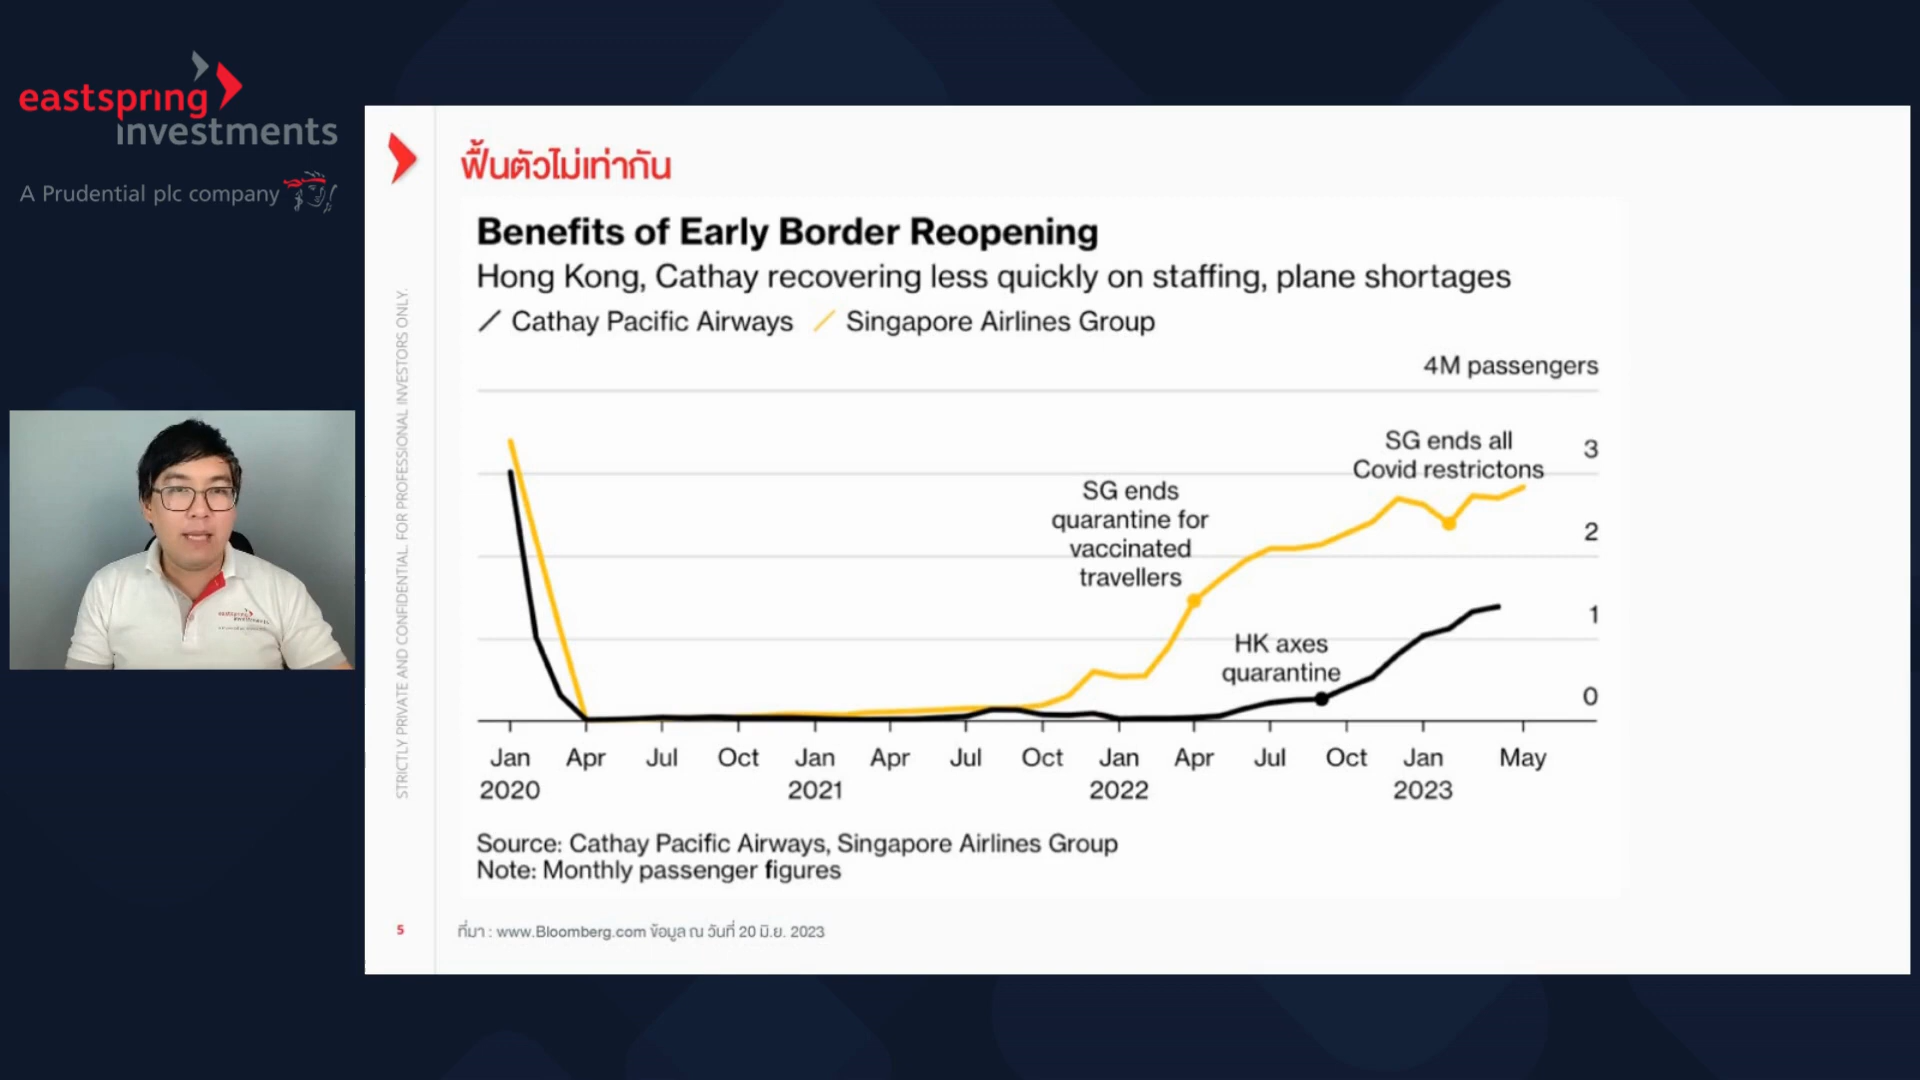 eastspring
investments
A Prudential plc company
STRICTLY PRIVATE AND CONFIDENTIAL. FOR PROFESSIONAL INVESTORS ONLY.
ฟื้นตัวไม่เท่ากัน
Benefits of Early Border Reopening
Hong Kong, Cathay recovering less quickly on staffing, plane shortages
Cathay Pacific Airways Singapore Airlines Group
4M passengers
SG ends all
Covid restrictons
3
SG ends
quarantine for
vaccinated
travellers
2
HK axes
quarantine
1
0
Jan Apr Jul Oct Jan Apr Jul Oct Jan Apr Jul Oct Jan May
2020 2021 2022 2023
Source: Cathay Pacific Airways, Singapore Airlines Group
Note: Monthly passenger figures
5
ที่มา : www.Bloomberg.com ข้อมูล ณ วันที่ 20 มิ.ย. 2023
eastspring
investments